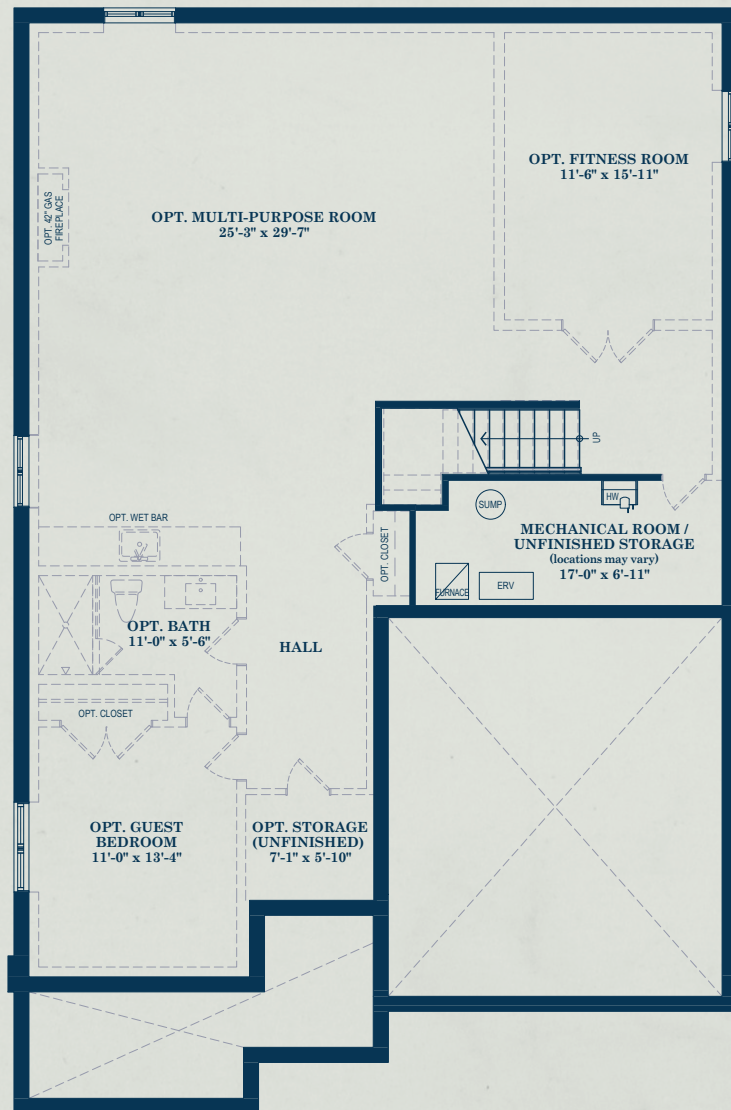 OPT. FITNESS ROOM
11'-6" x 15'-11"
OPT. 42" GAS
FIREPLACE
OPT. MULTI-PURPOSE ROOM
25'-3" x 29'-7"
UP
SUMP
HW
OPT. WET BAR
OPT. CLOSET
MECHANICAL ROOM /
UNFINISHED STORAGE
(locations may vary)
17'-0" x 6'-11"
FURNACE
ERV
OPT. BATH
11'-0" x 5'-6"
HALL
OPT. CLOSET
OPT. GUEST
BEDROOM
11'-0" x 13'-4"
OPT. STORAGE
(UNFINISHED)
7'-1" x 5'-10"